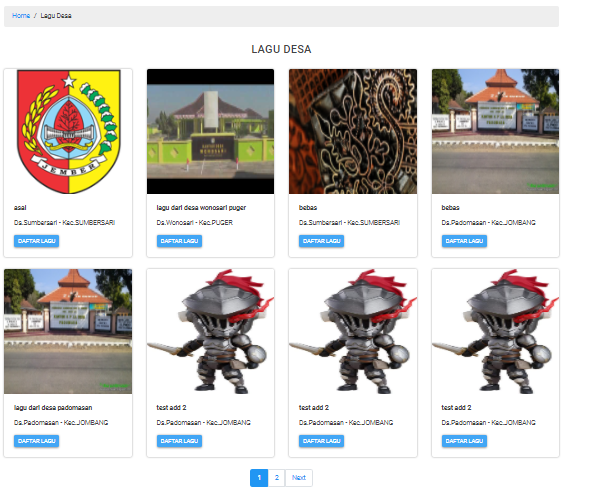 Home / Lagu Desa
LAGU DESA
JEMBER
asal
Ds.Sumbersari - Kec.SUMBERSARI
DAFTAR LAGU
lagu dari desa wonosari puger
Ds.Wonosari - Kec.PUGER
DAFTAR LAGU
bebas
Ds.Sumbersari - Kec.SUMBERSARI
DAFTAR LAGU
bebas
Ds.Padomasan - Kec.JOMBANG
DAFTAR LAGU
lagu dari desa padomasan
Ds.Padomasan - Kec.JOMBANG
DAFTAR LAGU
test add 2
Ds.Padomasan - Kec.JOMBANG
DAFTAR LAGU
test add 2
Ds.Padomasan - Kec.JOMBANG
DAFTAR LAGU
test add 2
Ds.Padomasan - Kec.JOMBANG
DAFTAR LAGU
1 2 Next